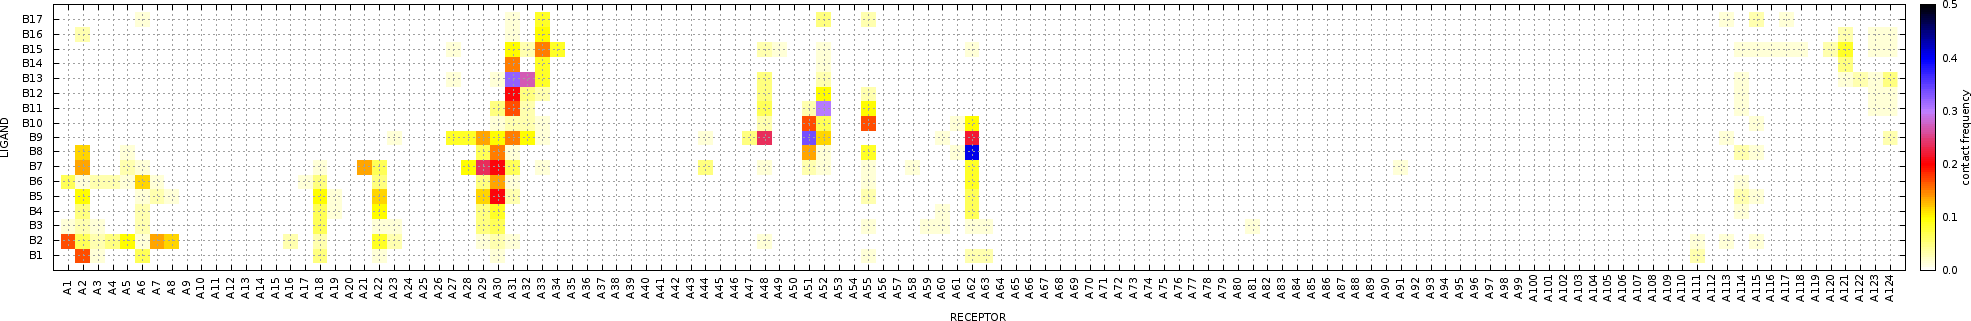 B17
B16
B15
B14
B13
B12
B11
B10
B9
B8
B7
B6
B5
B4
B3
B2
B1
LIGAND
A1 A2 A3 A4 A5 A6 A7 A8 A9 A10 A11 A12 A13 A14 A15 A16 A17 A18 A19 A20 A21 A22 A23 A24 A25 A26 A27 A28 A29 A30 A31 A32 A33 A34 A35 A36 A37 A38 A39 A40 A41 A42 A43 A44 A45 A46 A47 A48 A49 A50 A51 A52 A53 A54 A55 A56 A57 A58 A59 A60 A61 A62 A63 A64 A65 A66 A67 A68 A69 A70 A71 A72 A73 A74 A75 A76 A77 A78 A79 A80 A81 A82 A83 A84 A85 A86 A87 A88 A89 A90 A91 A92 A93 A94 A95 A96 A97 A98 A99 A100 A101 A102 A103 A104 A105 A106 A107 A108 A109 A110 A111 A112 A113 A114 A115 A116 A117 A118 A119 A120 A121 A122 A123 A124
RECEPTOR
0.5
0.4
0.3
0.2
0.1
0.0
contact frequency